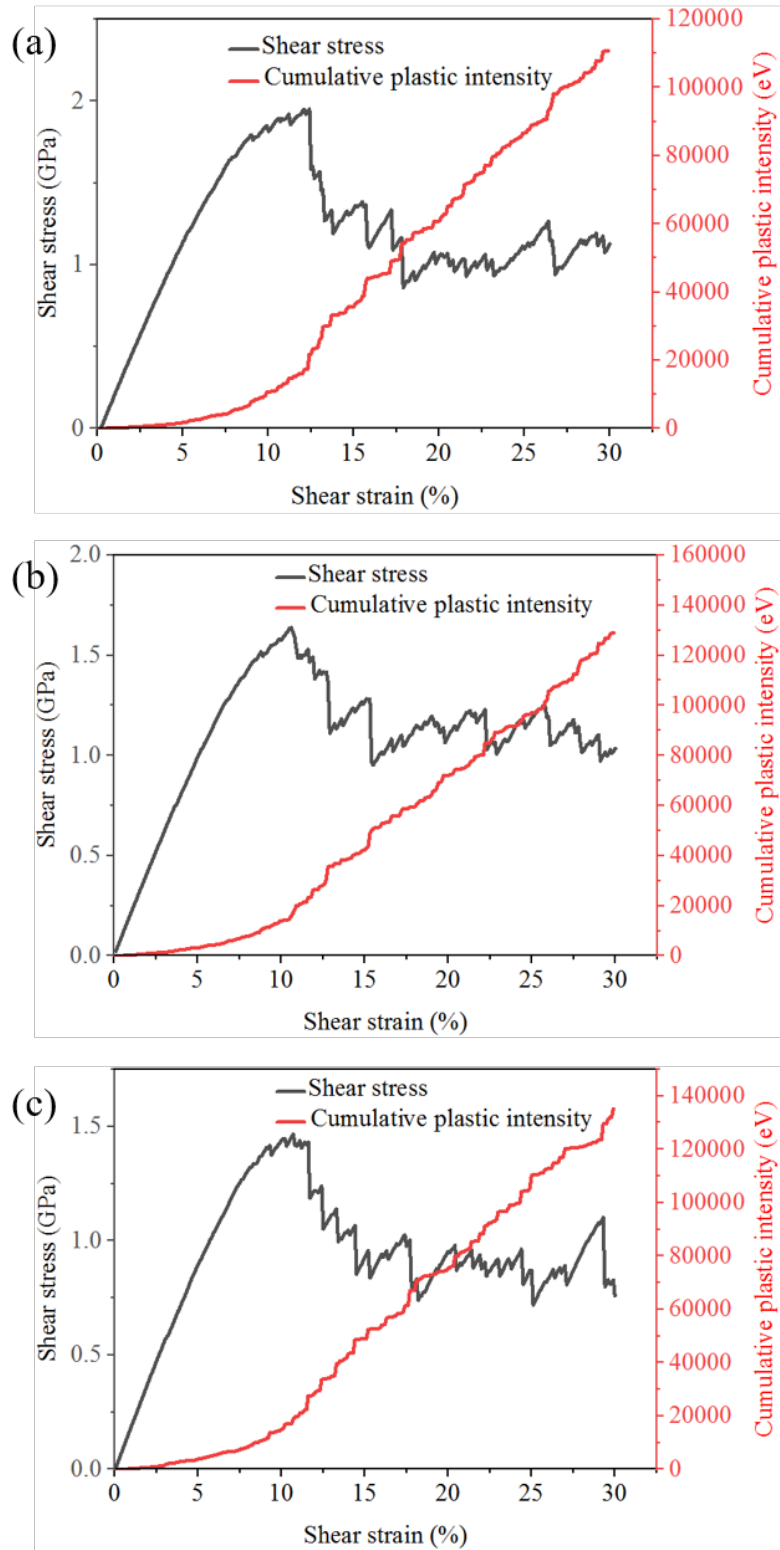 (a)
Shear stress
Cumulative plastic intensity
Shear stress (GPa)
2
1
0
120000
100000
80000
60000
40000
20000
0
Cumulative plastic intensity (eV)
0 5 10 15 20 25 30
Shear strain (%)
(b)
Shear stress
Cumulative plastic intensity
Shear stress (GPa)
2.0
1.5
1.0
0.5
0.0
160000
140000
120000
100000
80000
60000
40000
20000
0
Cumulative plastic intensity (eV)
0 5 10 15 20 25 30
Shear strain (%)
(c)
Shear stress
Cumulative plastic intensity
Shear stress (GPa)
1.5
1.0
0.5
0.0
140000
120000
100000
80000
60000
40000
20000
0
Cumulative plastic intensity (eV)
0 5 10 15 20 25 30
Shear strain (%)